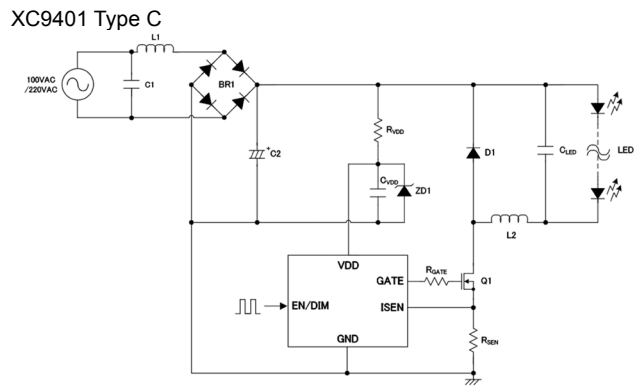 XC9401 Type C
L1
100VAC
/220VAC
C1
BR1
+
C2
RVDD
CVDD
ZD1
D1
CLED
LED
L2
VDD
GATE
RGATE
Q1
EN/DIM
ISEN
RSEN
GND